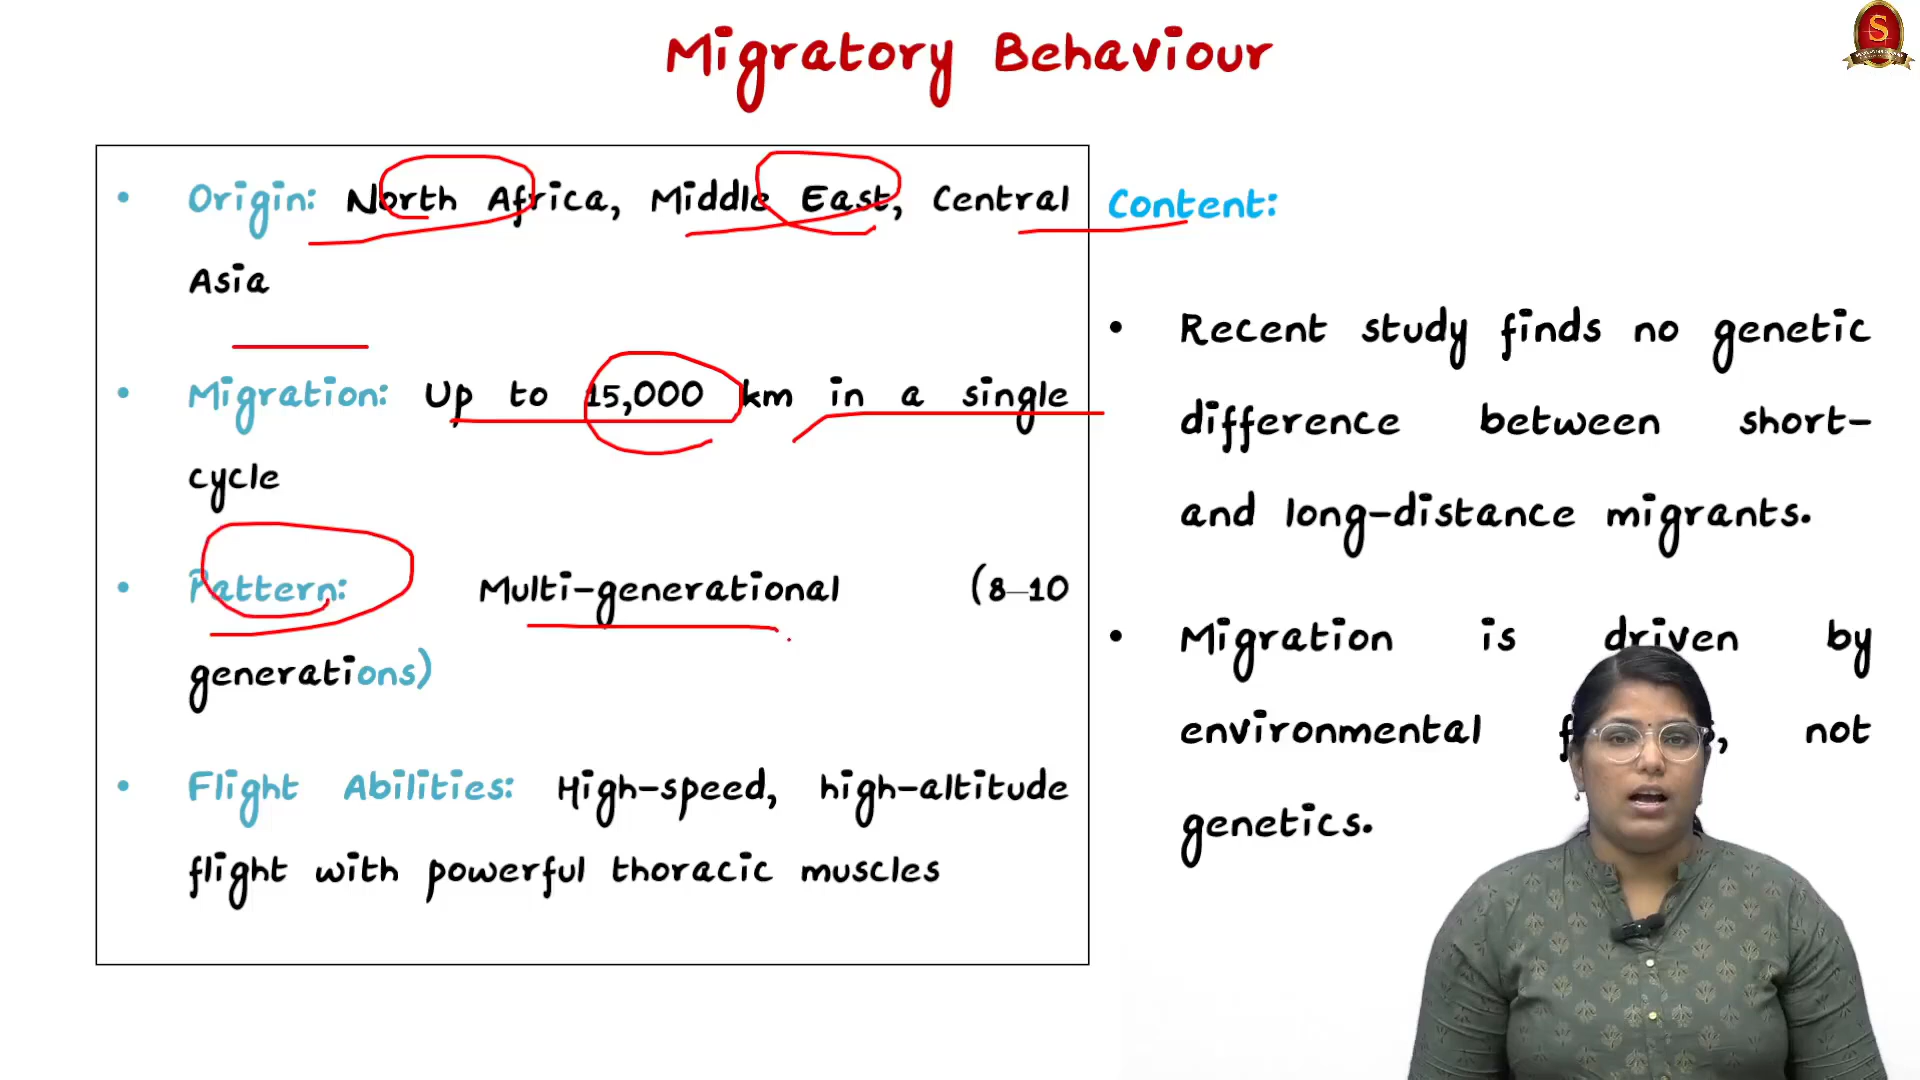 Migratory Behaviour
S
• Origin: North Africa, Middle East, Central
Asia
• Migration: Up to 15,000 km in a single
cycle
• Pattern: Multi-generational (8–10
generations)
• Flight Abilities: High-speed, high-altitude
flight with powerful thoracic muscles
Content:
• Recent study finds no genetic
difference between short-
and long-distance migrants.
• Migration is driven by
environmental not
genetics.